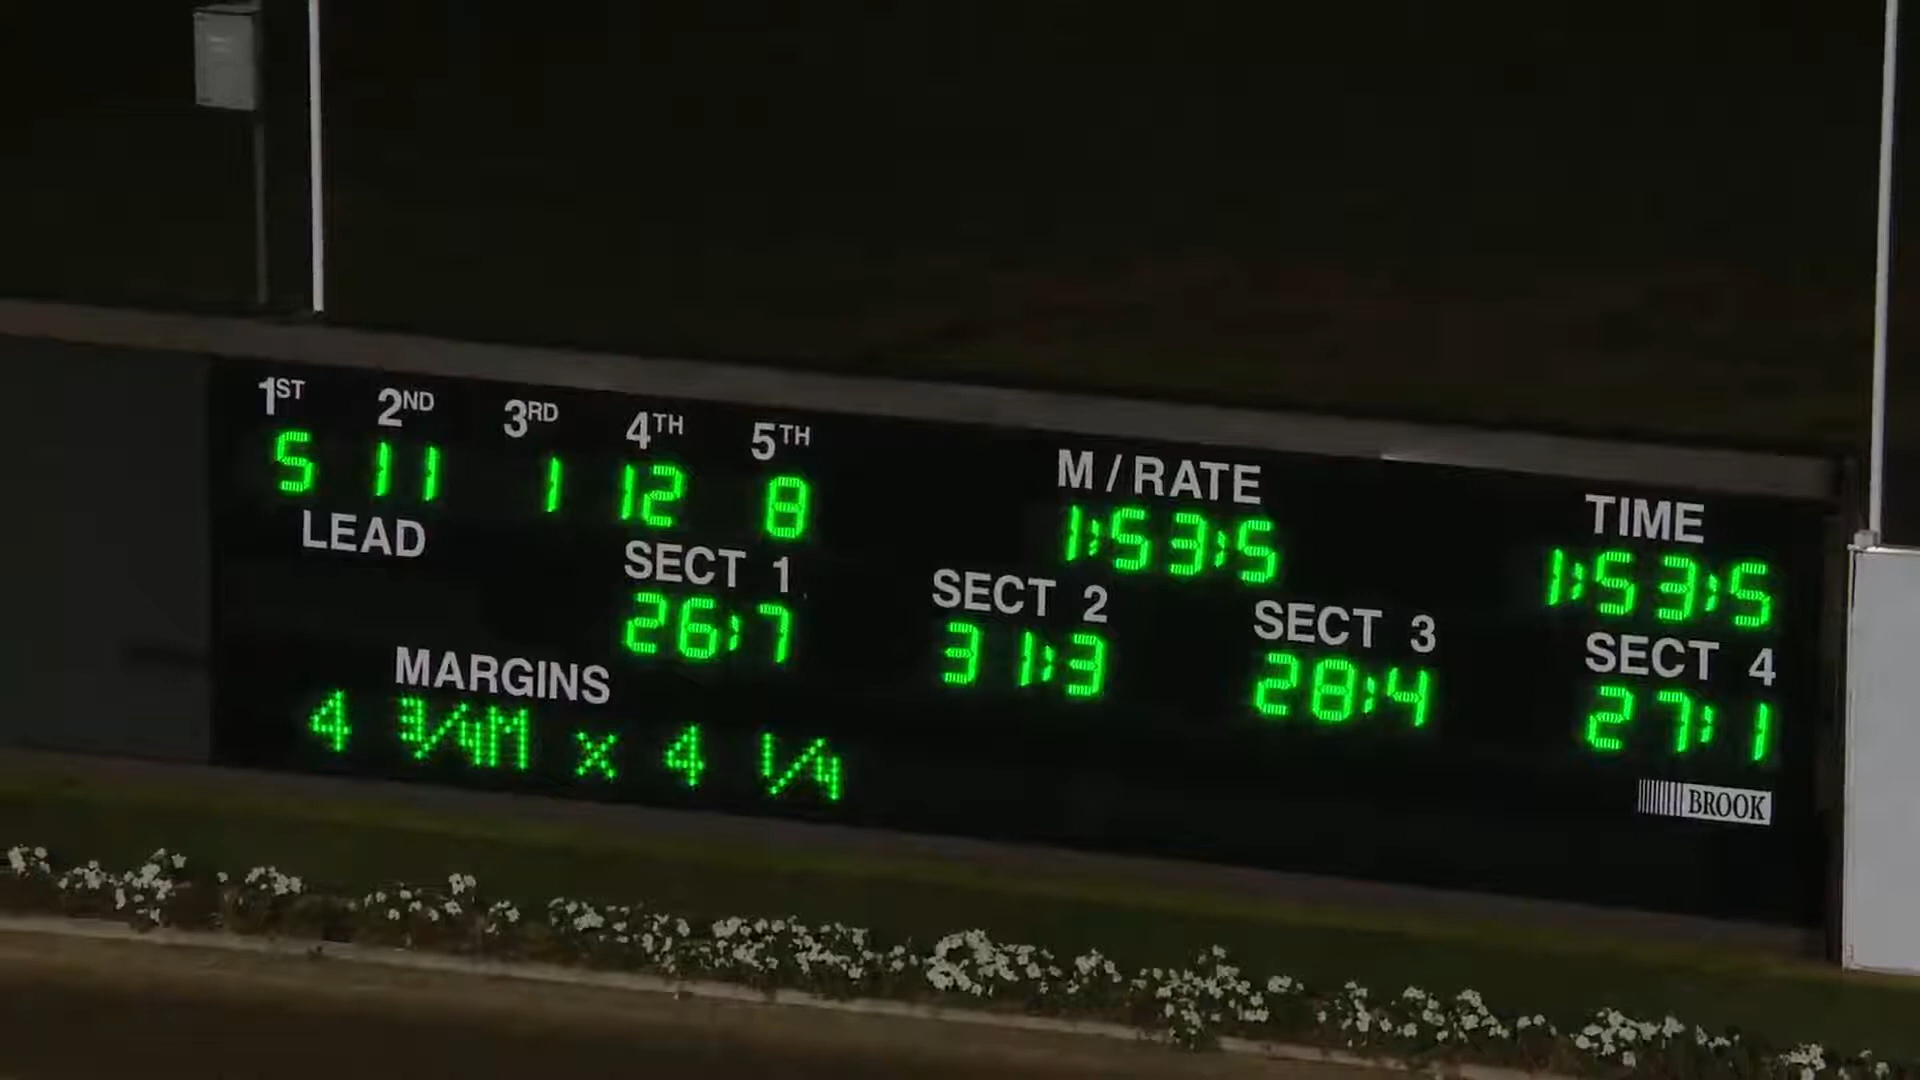 1ST 2ND 3RD 4TH 5TH
5 11 1 12 8
M / RATE
1:53:5
TIME
1:53:5
LEAD
SECT 1
26:7
SECT 2
31:3
SECT 3
28:4
SECT 4
27:1
MARGINS
4 ¾M x 4 ¼
BROOK